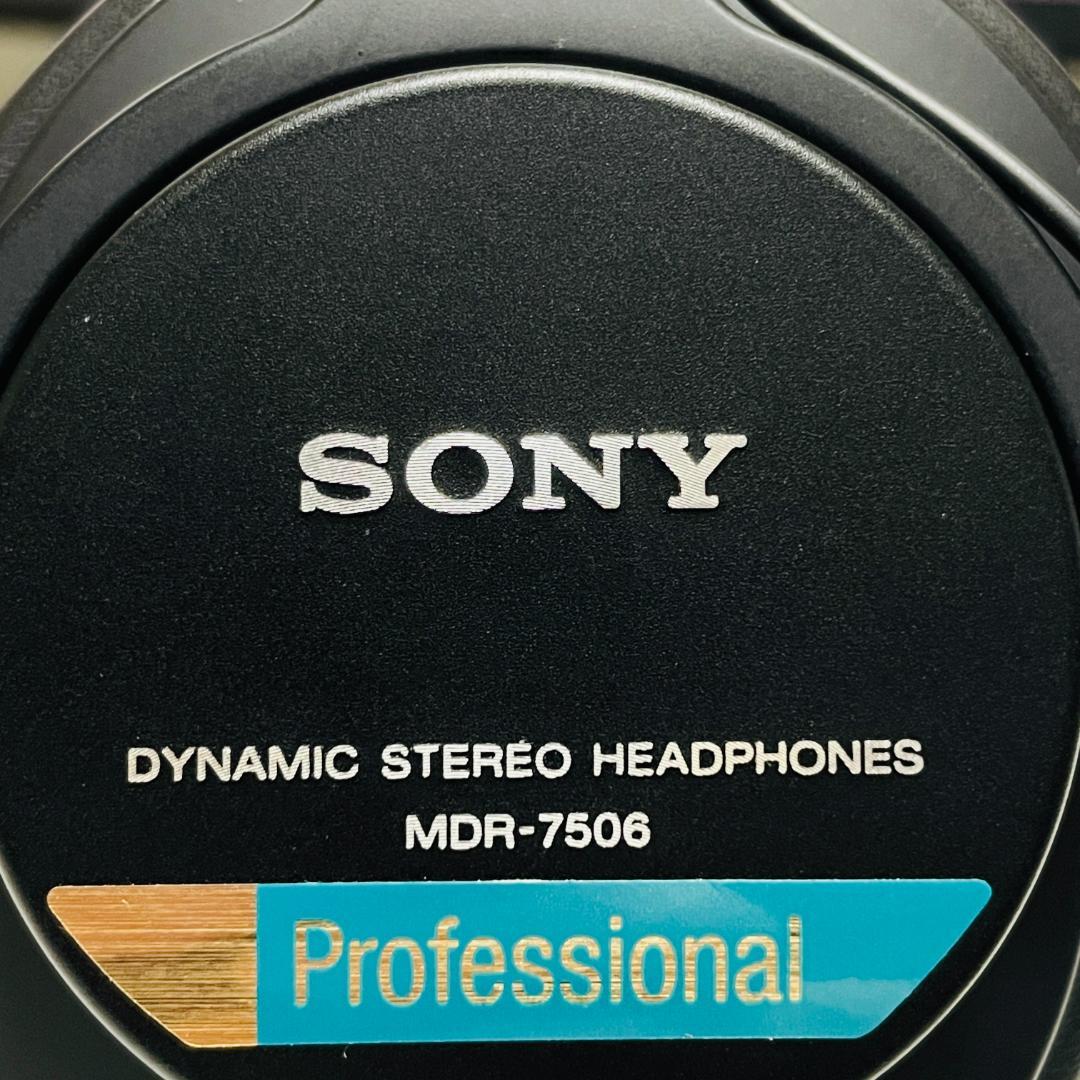 SONY
DYNAMIC STEREO HEADPHONES
MDR-7506
Professional